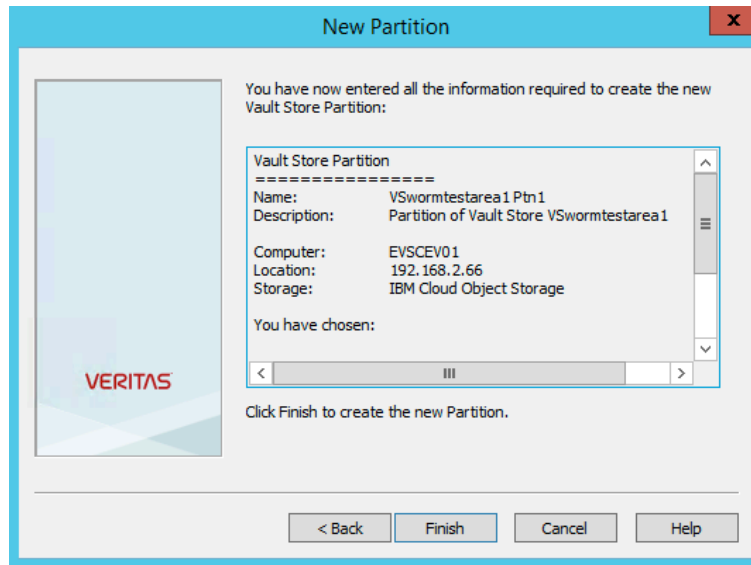 New Partition
x
You have now entered all the information required to create the new
Vault Store Partition:
Vault Store Partition
================
Name: VSwormtestarea1 Ptn1
Description: Partition of Vault Store VSwormtestarea1
Computer: EVSCEV01
Location: 192.168.2.66
Storage: IBM Cloud Object Storage
You have chosen:
VERITAS
Click Finish to create the new Partition.
< Back Finish Cancel Help